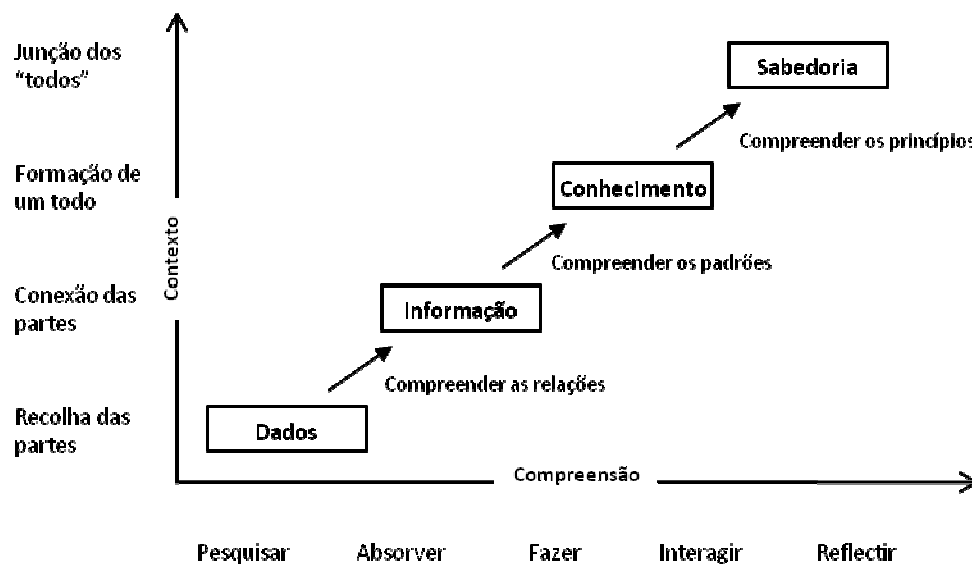 Junção dos
“todos”
Sabedoria
Compreender os princípios
Formação de
um todo
Conhecimento
Contexto
Compreender os padrões
Conexão das
partes
Informação
Compreender as relações
Recolha das
partes
Dados
Compreensão
Pesquisar Absorver Fazer Interagir Reflectir